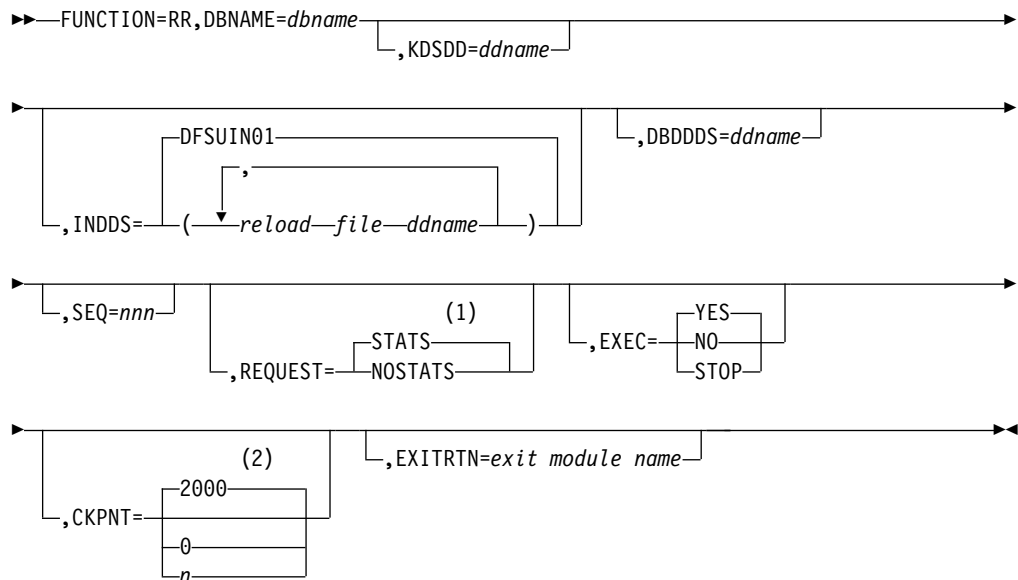 FUNCTION=RR,DBNAME=dbname
,KDSDD=ddname
DFSUIN01
,DBDDDS=ddname
,
,INDDS= ( reload file ddname )
,SEQ=nnn
(1)
STATS
YES
,EXEC= NO
,REQUEST= NOSTATS
STOP
(2)
,EXITRTN=exit module name
2000
,CKPNT=
0
n